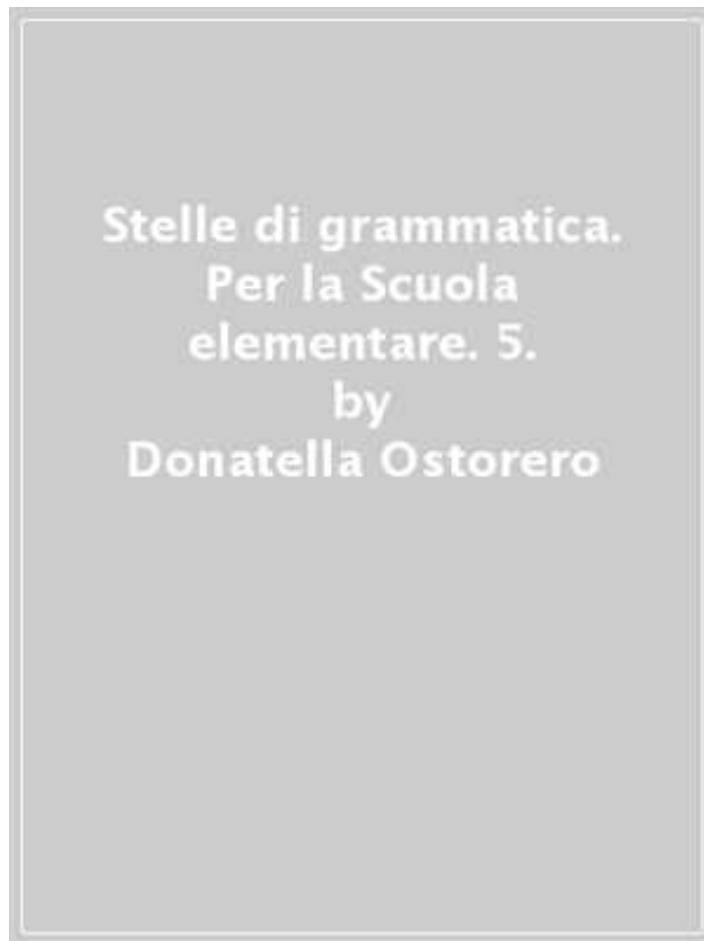 Stelle di grammatica.
Per la Scuola
elementare. 5.
by
Donatella Ostorero